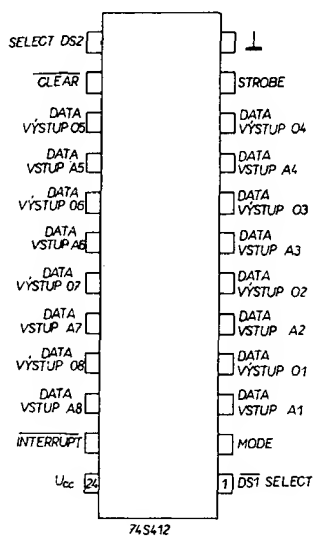 SELECT DS2
CLEAR
STROBE
DATA
VÝSTUP O5
DATA
VÝSTUP O4
DATA
VSTUP A5
DATA
VSTUP A4
DATA
VÝSTUP O6
DATA
VÝSTUP O3
DATA
VSTUP A6
DATA
VSTUP A3
DATA
VÝSTUP O7
DATA
VÝSTUP O2
DATA
VSTUP A7
DATA
VSTUP A2
DATA
VÝSTUP O8
DATA
VÝSTUP O1
DATA
VSTUP A8
DATA
VSTUP A1
INTERRUPT
MODE
Ucc 24
1 DS1 SELECT
74S412